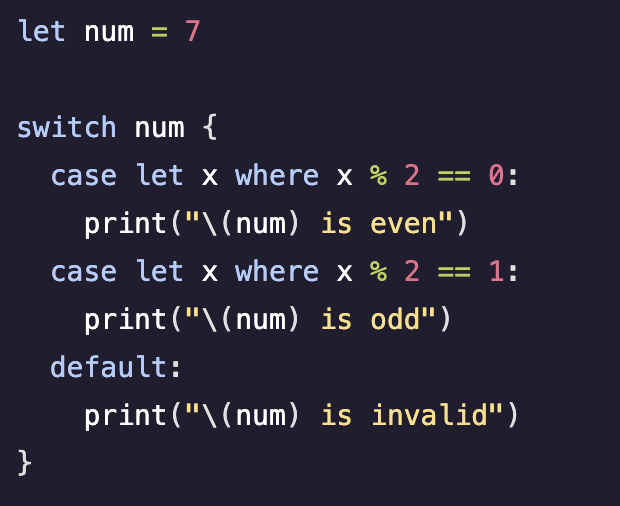 let num = 7

switch num {
  case let x where x % 2 == 0:
    print("\(num) is even")
  case let x where x % 2 == 1:
    print("\(num) is odd")
  default:
    print("\(num) is invalid")
}